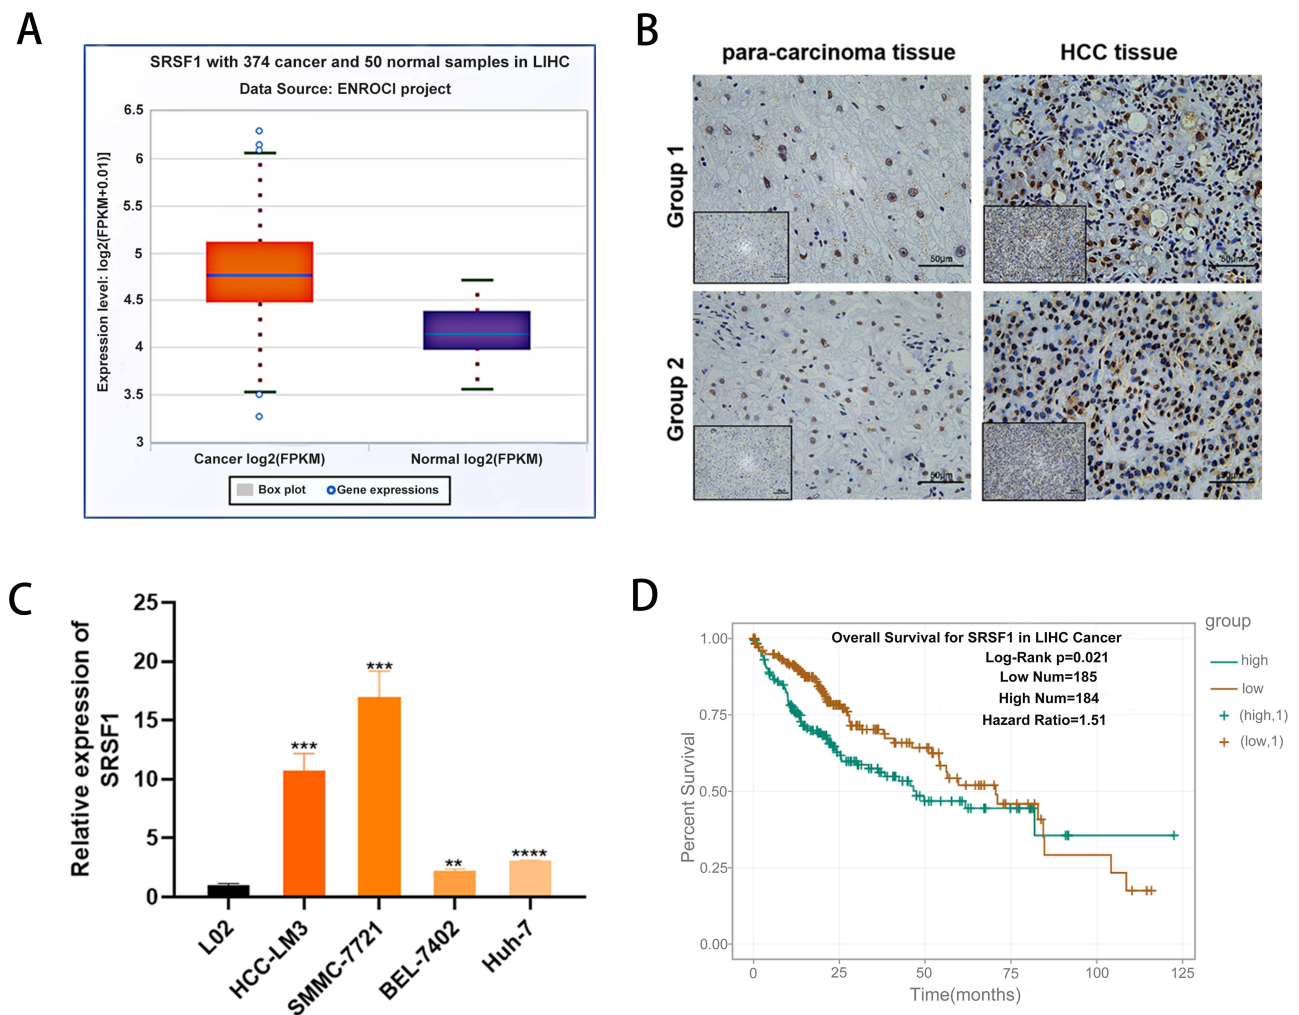 A
SRSF1 with 374 cancer and 50 normal samples in LIHC
Data Source: ENROCI project
Expression level: log2(FPKM+0.01)]
6.5
6
5.5
5
4.5
4
3.5
3
Cancer log2(FPKM)
Normal log2(FPKM)
Box plot
Gene expressions
B
para-carcinoma tissue
HCC tissue
Group 1
50μm
50μm
Group 2
50μm
50μm
C
Relative expression of
SRSF1
25
20
15
10
5
0
***
***
**
****
L02
HCC-LM3
SMMC-7721
BEL-7402
Huh-7
D
Overall Survival for SRSF1 in LIHC Cancer
Log-Rank p=0.021
Low Num=185
High Num=184
Hazard Ratio=1.51
Percent Survival
1.00
0.75
0.50
0.25
0.00
0
25
50
75
100
125
Time(months)
group
high
low
(high,1)
(low,1)